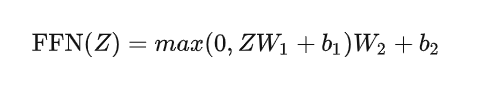 FFN(Z) = max(0, ZW₁ + b₁)W₂ + b₂